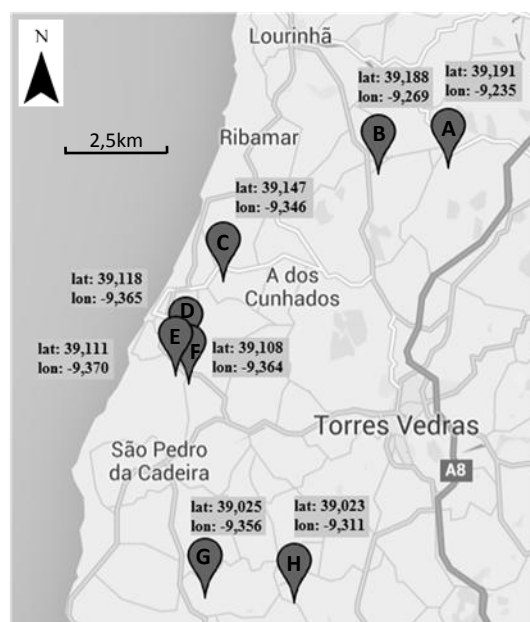 N
Lourinhã
lat: 39,188
lon: -9,269
lat: 39,191
lon: -9,235
B
A
2,5km
Ribamar
lat: 39,147
lon: -9,346
C
lat: 39,118
lon: -9,365
A dos
Cunhados
D
E
F
lat: 39,111
lon: -9,370
lat: 39,108
lon: -9,364
Torres Vedras
São Pedro
da Cadeira
A8
lat: 39,025
lon: -9,356
lat: 39,023
lon: -9,311
G
H